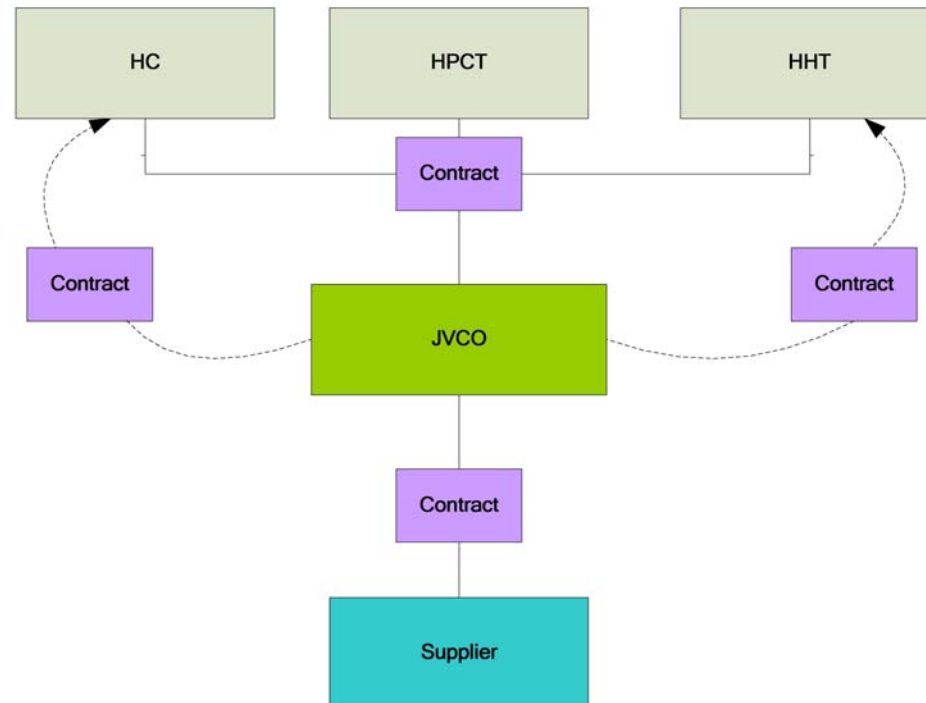 HC
HPCT
HHT
Contract
Contract
Contract
JVCO
Contract
Supplier